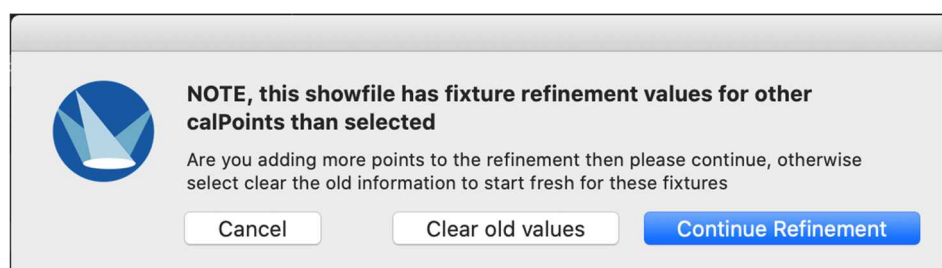 NOTE, this showfile has fixture refinement values for other
calPoints than selected
Are you adding more points to the refinement then please continue, otherwise
select clear the old information to start fresh for these fixtures
Cancel
Clear old values
Continue Refinement